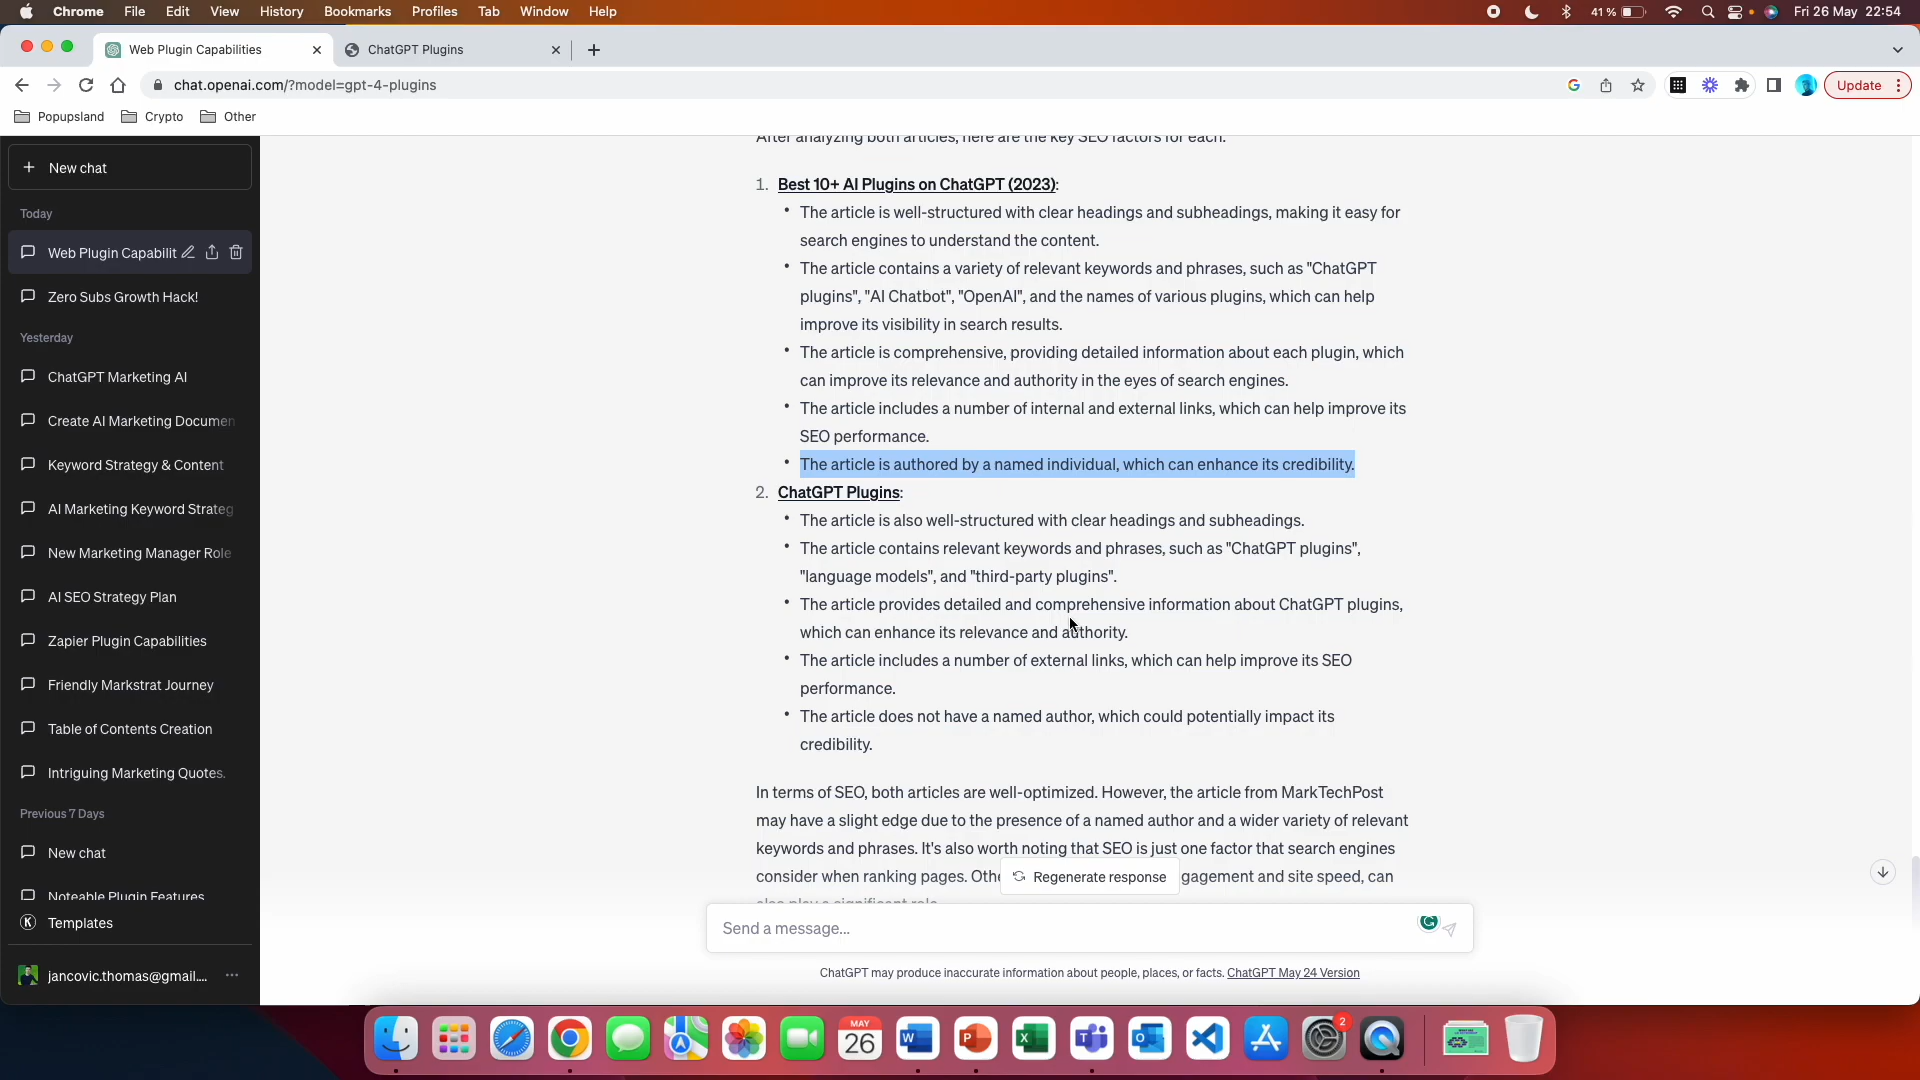 Chrome File Edit View History Bookmarks Profiles Tab Window Help 41 % Fri 26 May 22:54
Web Plugin Capabilities ChatGPT Plugins
chat.openai.com/?model=gpt-4-plugins Update
Popupsland Crypto Other
New chat
Today
Web Plugin Capabilit
Zero Subs Growth Hack!
Yesterday
ChatGPT Marketing AI
Create AI Marketing Documen
Keyword Strategy & Content
AI Marketing Keyword Strateg
New Marketing Manager Role
AI SEO Strategy Plan
Zapier Plugin Capabilities
Friendly Markstrat Journey
Table of Contents Creation
Intriguing Marketing Quotes.
Previous 7 Days
New chat
Noteable Plugin Features
K Templates
jancovic.thomas@gmail....
After analyzing both articles, here are the key SEO factors for each:
1. Best 10+ AI Plugins on ChatGPT (2023):
• The article is well-structured with clear headings and subheadings, making it easy for
search engines to understand the content.
• The article contains a variety of relevant keywords and phrases, such as "ChatGPT
plugins", "AI Chatbot", "OpenAI", and the names of various plugins, which can help
improve its visibility in search results.
• The article is comprehensive, providing detailed information about each plugin, which
can improve its relevance and authority in the eyes of search engines.
• The article includes a number of internal and external links, which can help improve its
SEO performance.
• The article is authored by a named individual, which can enhance its credibility.
2. ChatGPT Plugins:
• The article is also well-structured with clear headings and subheadings.
• The article contains relevant keywords and phrases, such as "ChatGPT plugins",
"language models", and "third-party plugins".
• The article provides detailed and comprehensive information about ChatGPT plugins,
which can enhance its relevance and authority.
• The article includes a number of external links, which can help improve its SEO
performance.
• The article does not have a named author, which could potentially impact its
credibility.
In terms of SEO, both articles are well-optimized. However, the article from MarkTechPost
may have a slight edge due to the presence of a named author and a wider variety of relevant
keywords and phrases. It's also worth noting that SEO is just one factor that search engines
consider when ranking pages. Othe gagement and site speed, can
also play a significant role.
Regenerate response
Send a message...
ChatGPT may produce inaccurate information about people, places, or facts. ChatGPT May 24 Version
MAY
26
W P X T O
2